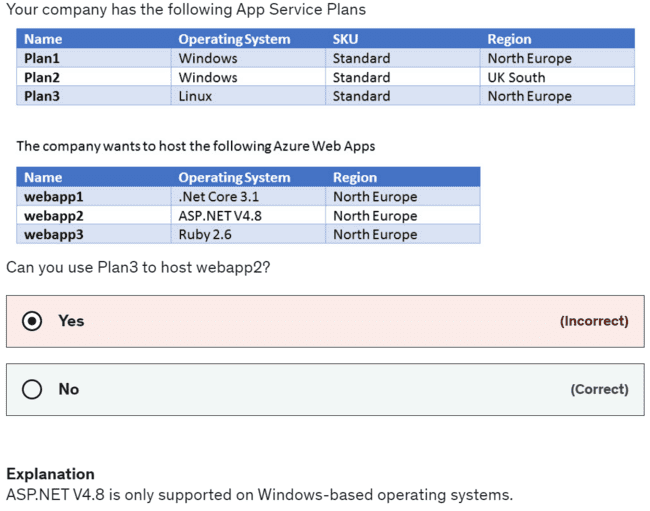 Your company has the following App Service Plans
Name Operating System SKU Region
Plan1 Windows Standard North Europe
Plan2 Windows Standard UK South
Plan3 Linux Standard North Europe
The company wants to host the following Azure Web Apps
Name Operating System Region
webapp1 .Net Core 3.1 North Europe
webapp2 ASP.NET V4.8 North Europe
webapp3 Ruby 2.6 North Europe
Can you use Plan3 to host webapp2?
Yes (Incorrect)
No (Correct)
Explanation
ASP.NET V4.8 is only supported on Windows-based operating systems.